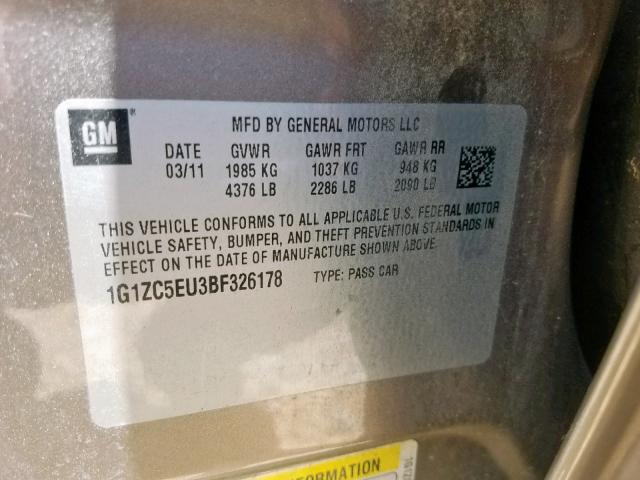 GM
MFD BY GENERAL MOTORS LLC
DATE GVWR GAWR FRT GAWR RR
03/11 1985 KG 1037 KG 948 KG
4376 LB 2286 LB 2090 LB
THIS VEHICLE CONFORMS TO ALL APPLICABLE U.S. FEDERAL MOTOR
VEHICLE SAFETY, BUMPER, AND THEFT PREVENTION STANDARDS IN
EFFECT ON THE DATE OF MANUFACTURE SHOWN ABOVE.
1G1ZC5EU3BF326178 TYPE: PASS CAR
INFORMATION